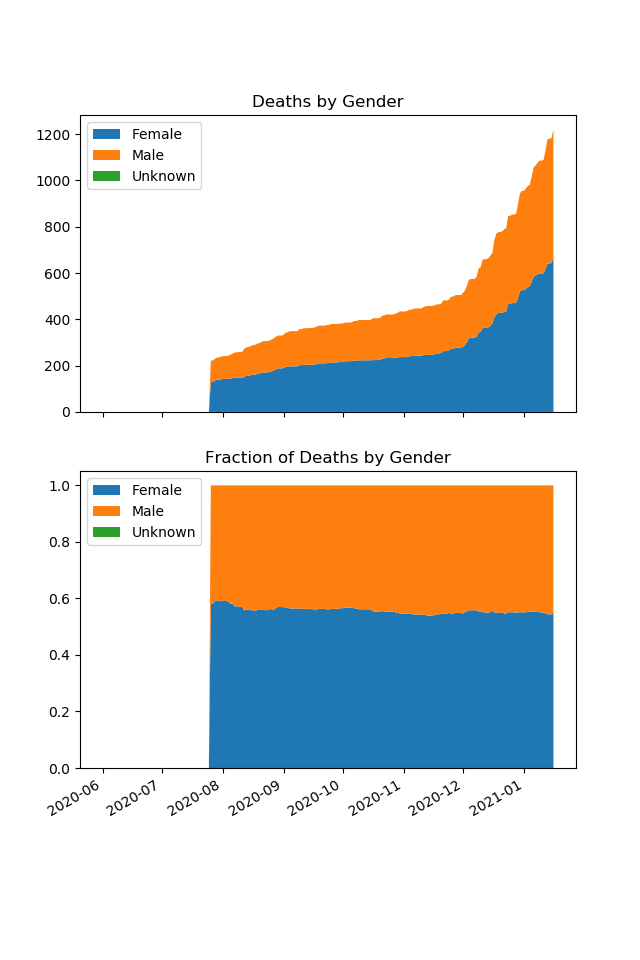 Deaths by Gender
Female
Male
Unknown
1200
1000
800
600
400
200
0
Fraction of Deaths by Gender
Female
Male
Unknown
1.0
0.8
0.6
0.4
0.2
0.0
2020-06 2020-07 2020-08 2020-09 2020-10 2020-11 2020-12 2021-01